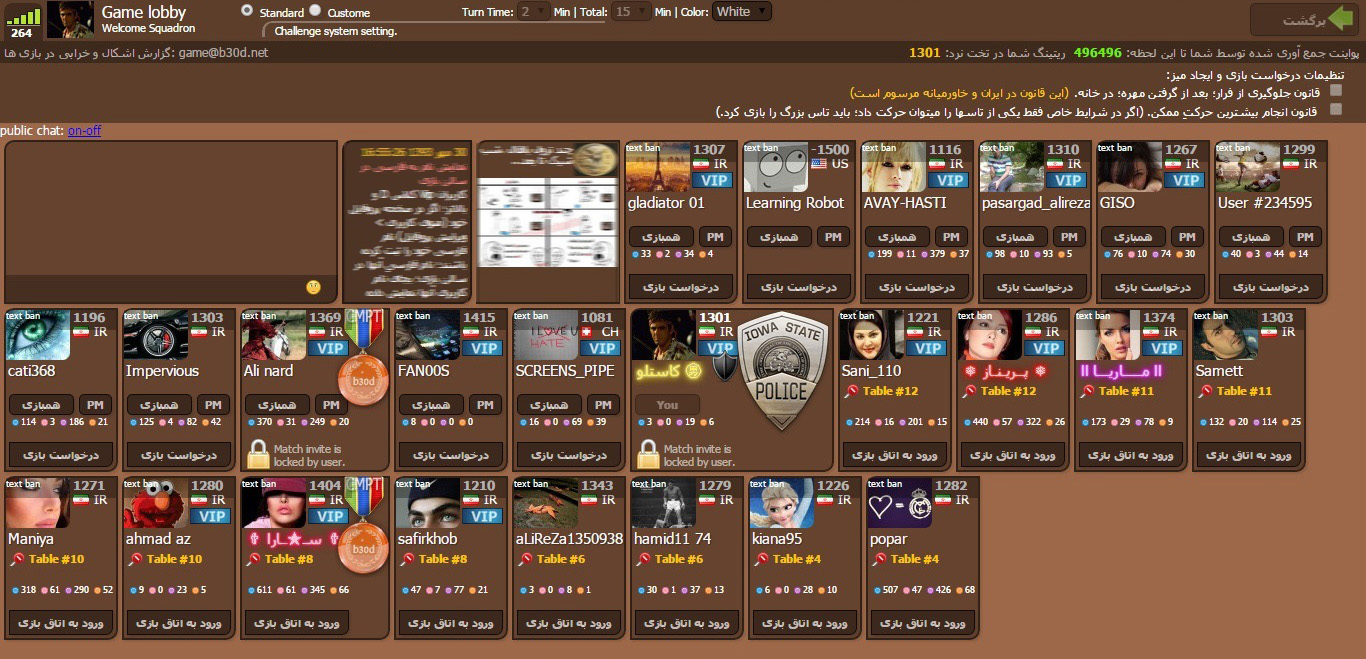 264
Game lobby
Welcome Squadron
Standard Custome
Challenge system setting.
Turn Time: 2 Min | Total: 15 Min | Color: White
برگشت
گزارش اشکال و خرابی در بازی ها: game@b30d.net
پواینت جمع آوری شده توسط شما تا این لحظه: 496496 ریتینگ شما در تخت نرد: 1301
تنظیمات درخواست بازی و ایجاد میز:
قانون جلوگیری از فرار؛ بعد از گرفتن مهره؛ در خانه. (این قانون در ایران و خاورمیانه مرسوم است)
قانون انجام بیشترین حرکتِ ممکن. (اگر در شرایط خاص فقط یکی از تاسها را میتوان حرکت داد؛ باید تاس بزرگ را بازی کرد.)
public chat: on-off
text ban 1307 IR VIP
gladiator 01
همبازی PM
33 2 34 4
درخواست بازی
text ban -1500 US
Learning Robot
همبازی PM
درخواست بازی
text ban 1116 IR VIP
AVAY-HASTI
همبازی PM
199 11 379 37
درخواست بازی
text ban 1310 IR VIP
pasargad_alireza
همبازی PM
98 10 93 5
درخواست بازی
text ban 1267 IR VIP
GISO
همبازی PM
76 10 74 30
درخواست بازی
text ban 1299 IR
User #234595
همبازی PM
40 3 44 14
درخواست بازی
text ban 1196 IR
cati368
همبازی PM
114 3 186 21
درخواست بازی
text ban 1303 IR
Impervious
همبازی PM
125 4 82 42
درخواست بازی
text ban 1369 IR VIP
CMPT
b30d
Ali nard
همبازی PM
370 31 249 20
Match invite is
locked by user.
text ban 1415 IR VIP
FAN00S
همبازی PM
8 0 0 0
درخواست بازی
text ban 1081 CH VIP
I LOVE U
HATE
SCREENS_PIPE
همبازی PM
16 0 69 39
درخواست بازی
1301 IR VIP
کاستلو
You
3 0 19 6
Match invite is
locked by user.
IOWA STATE
POLICE
text ban 1221 IR VIP
Sani_110
Table #12
214 16 201 15
ورود به اتاق بازی
text ban 1286 IR VIP
پریناز
Table #12
440 57 322 26
ورود به اتاق بازی
text ban 1374 IR VIP
اا ماریا اا
Table #11
173 29 78 9
ورود به اتاق بازی
text ban 1303 IR
Samett
Table #11
132 20 114 25
ورود به اتاق بازی
text ban 1271 IR
Maniya
Table #10
318 61 290 52
ورود به اتاق بازی
text ban 1280 IR VIP
ahmad az
Table #10
9 0 23 5
ورود به اتاق بازی
text ban 1404 IR VIP
CMPT
b30d
✞ سـ★ـارا ✞
Table #8
611 61 345 66
ورود به اتاق بازی
text ban 1210 IR VIP
safirkhob
Table #8
47 7 77 21
ورود به اتاق بازی
text ban 1343 IR
aLiReZa1350938
Table #6
3 0 8 1
ورود به اتاق بازی
text ban 1279 IR
hamid11 74
Table #6
30 1 37 13
ورود به اتاق بازی
text ban 1226 IR
kiana95
Table #4
6 0 28 10
ورود به اتاق بازی
text ban 1282 IR
popar
Table #4
507 47 426 68
ورود به اتاق بازی